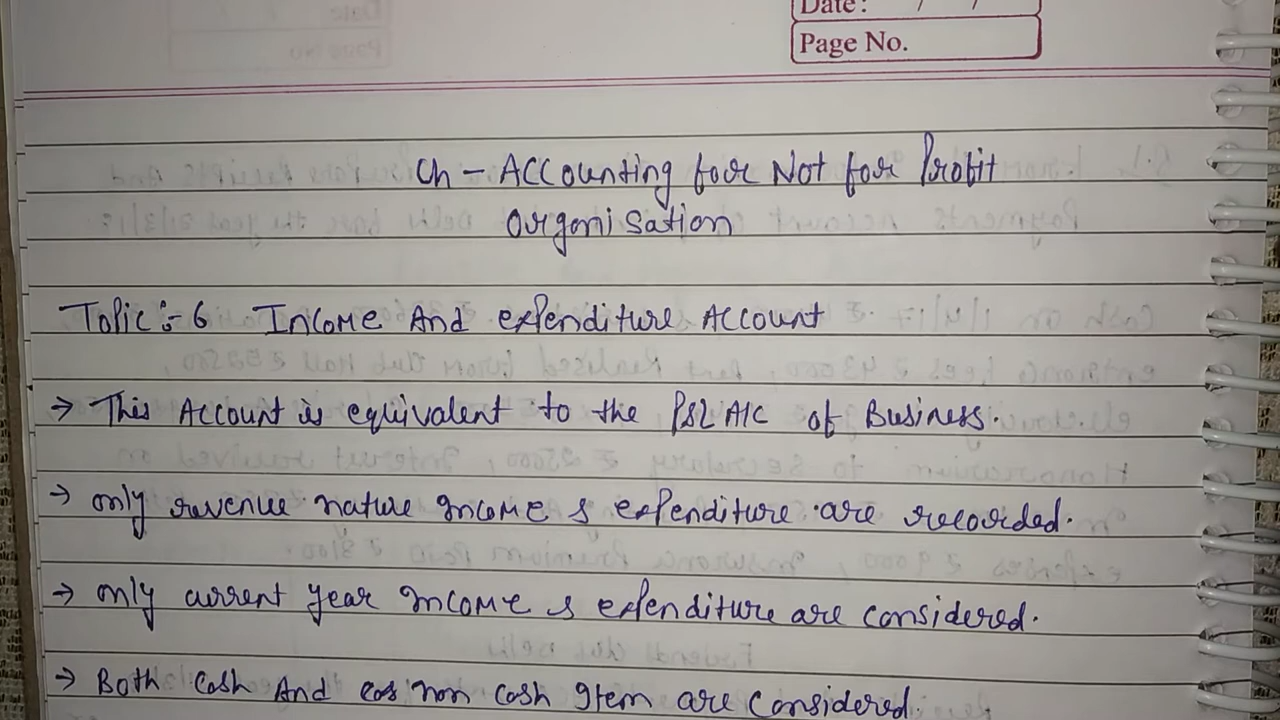 Date: / /
Page No.
Ch - Accounting for Not for Profit
Organisation
Topic :- 6 Income And expenditure Account
→ This Account is equivalent to the P&L A/C of Business.
→ only revenue nature Income & expenditure are recorded.
→ only current year Income & expenditure are considered.
→ Both Cash And non Cash Item are Considered.